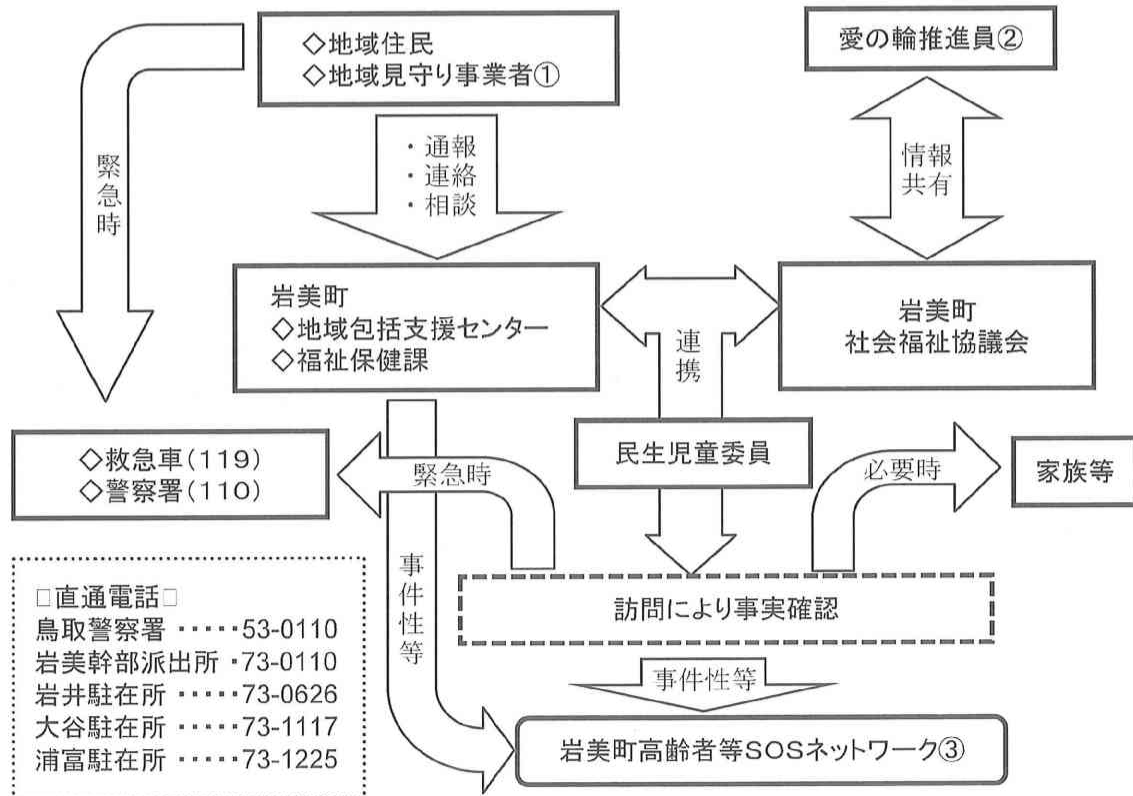 ◇地域住民
◇地域見守り事業者①
愛の輪推進員②
緊急時
・通報
・連絡
・相談
情報
共有
岩美町
◇地域包括支援センター
◇福祉保健課
連携
岩美町
社会福祉協議会
◇救急車(119)
◇警察署(110)
緊急時
民生児童委員
必要時
家族等
事件性等
訪問により事実確認
□直通電話□
鳥取警察署 ‥‥‥53-0110
岩美幹部派出所 ・73-0110
岩井駐在所 ‥‥‥73-0626
大谷駐在所 ‥‥‥73-1117
浦富駐在所 ‥‥‥73-1225
事件性等
岩美町高齢者等SOSネットワーク③